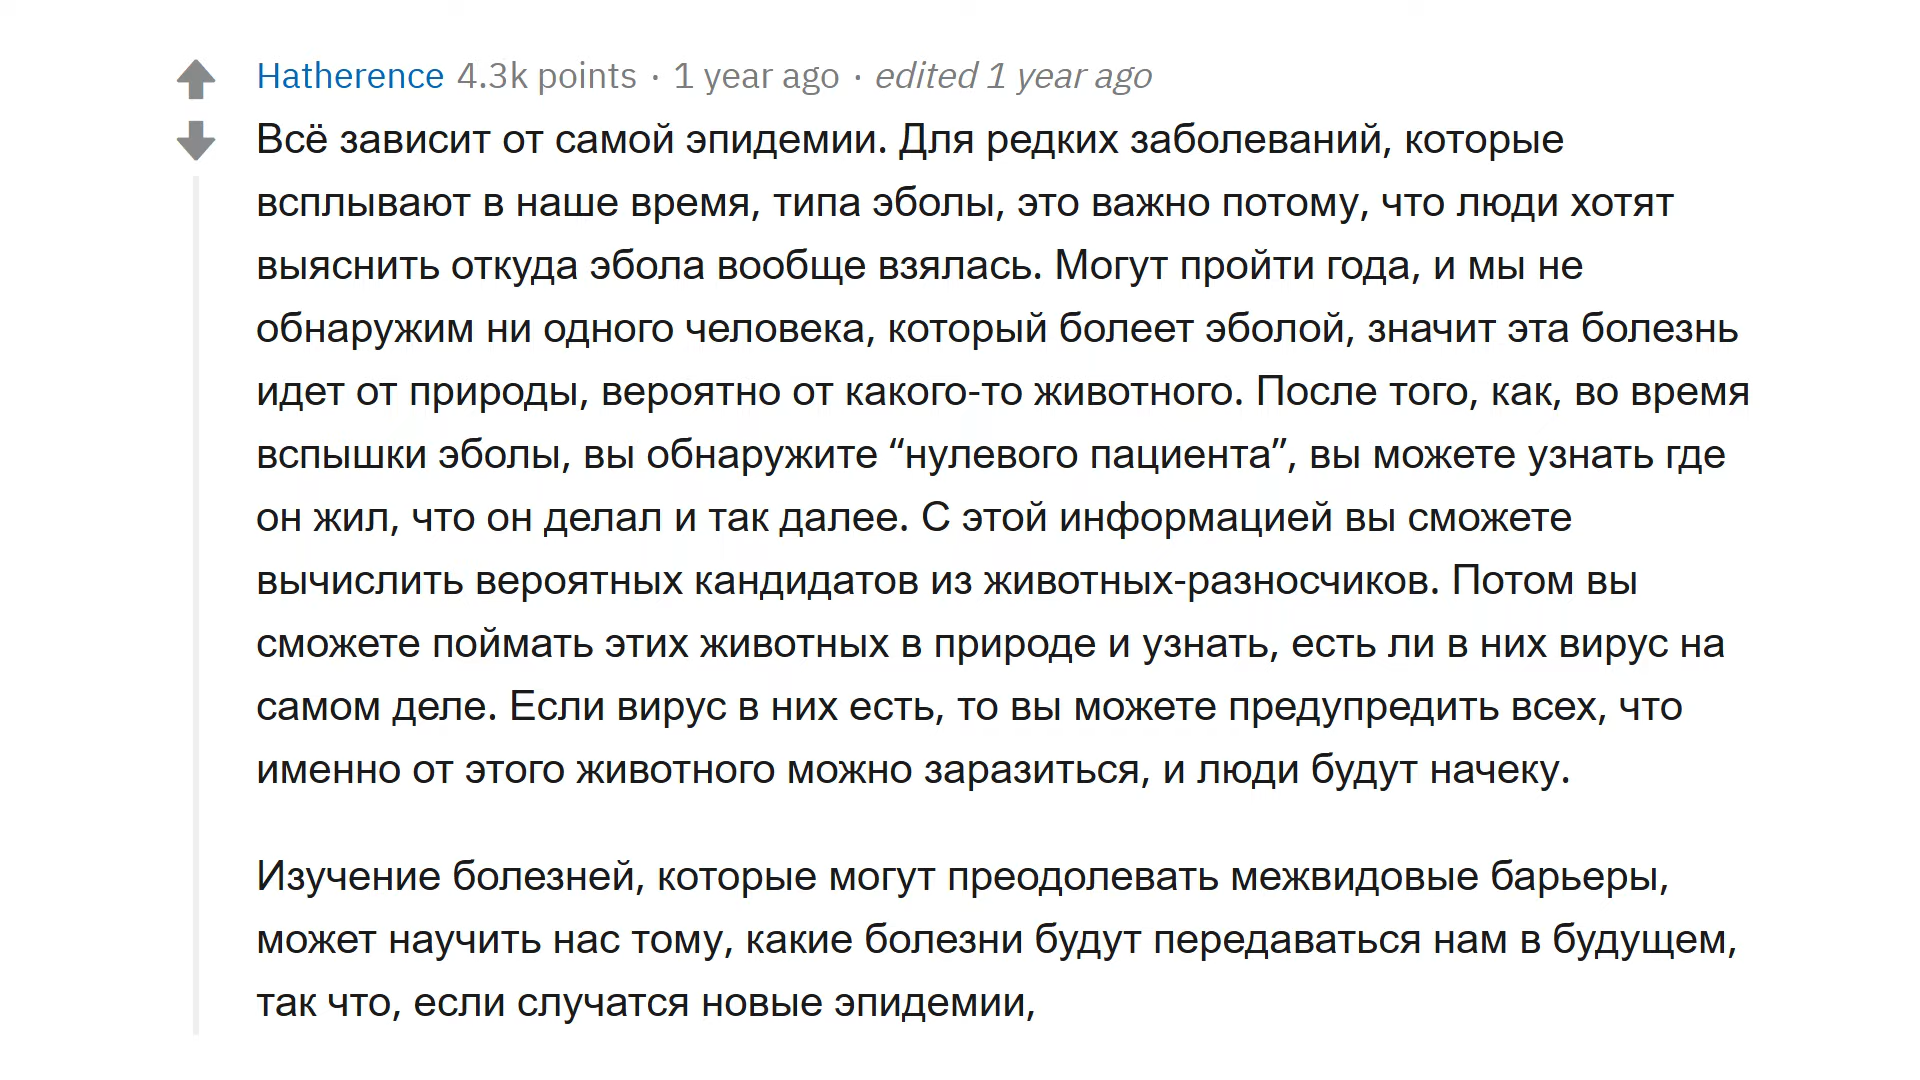 Hatherence 4.3k points · 1 year ago · edited 1 year ago
Всё зависит от самой эпидемии. Для редких заболеваний, которые
всплывают в наше время, типа эболы, это важно потому, что люди хотят
выяснить откуда эбола вообще взялась. Могут пройти года, и мы не
обнаружим ни одного человека, который болеет эболой, значит эта болезнь
идет от природы, вероятно от какого-то животного. После того, как, во время
вспышки эболы, вы обнаружите “нулевого пациента”, вы можете узнать где
он жил, что он делал и так далее. С этой информацией вы сможете
вычислить вероятных кандидатов из животных-разносчиков. Потом вы
сможете поймать этих животных в природе и узнать, есть ли в них вирус на
самом деле. Если вирус в них есть, то вы можете предупредить всех, что
именно от этого животного можно заразиться, и люди будут начеку.
Изучение болезней, которые могут преодолевать межвидовые барьеры,
может научить нас тому, какие болезни будут передаваться нам в будущем,
так что, если случатся новые эпидемии,